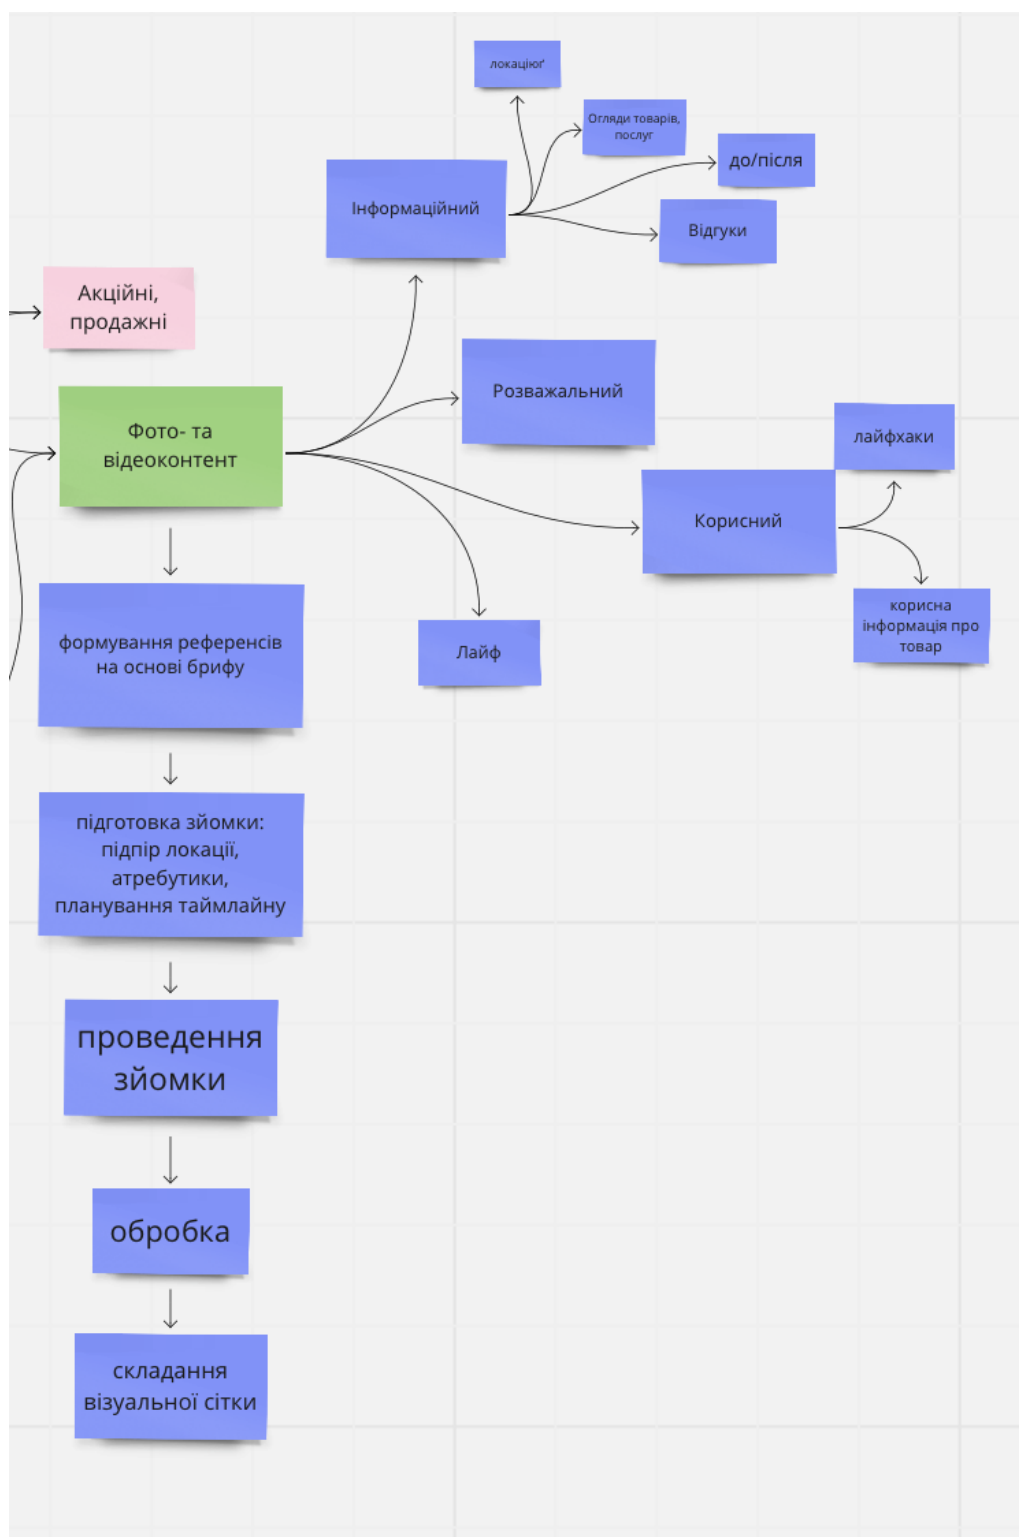 локаціюґ
Огляди товарів,
послуг
до/після
Інформаційний
Відгуки
Акційні,
продажні
Розважальний
Фото- та
відеоконтент
лайфхаки
Корисний
корисна
інформація про
товар
Лайф
формування референсів
на основі брифу
підготовка зйомки:
підпір локації,
атребутики,
планування таймлайну
проведення
зйомки
обробка
складання
візуальної сітки